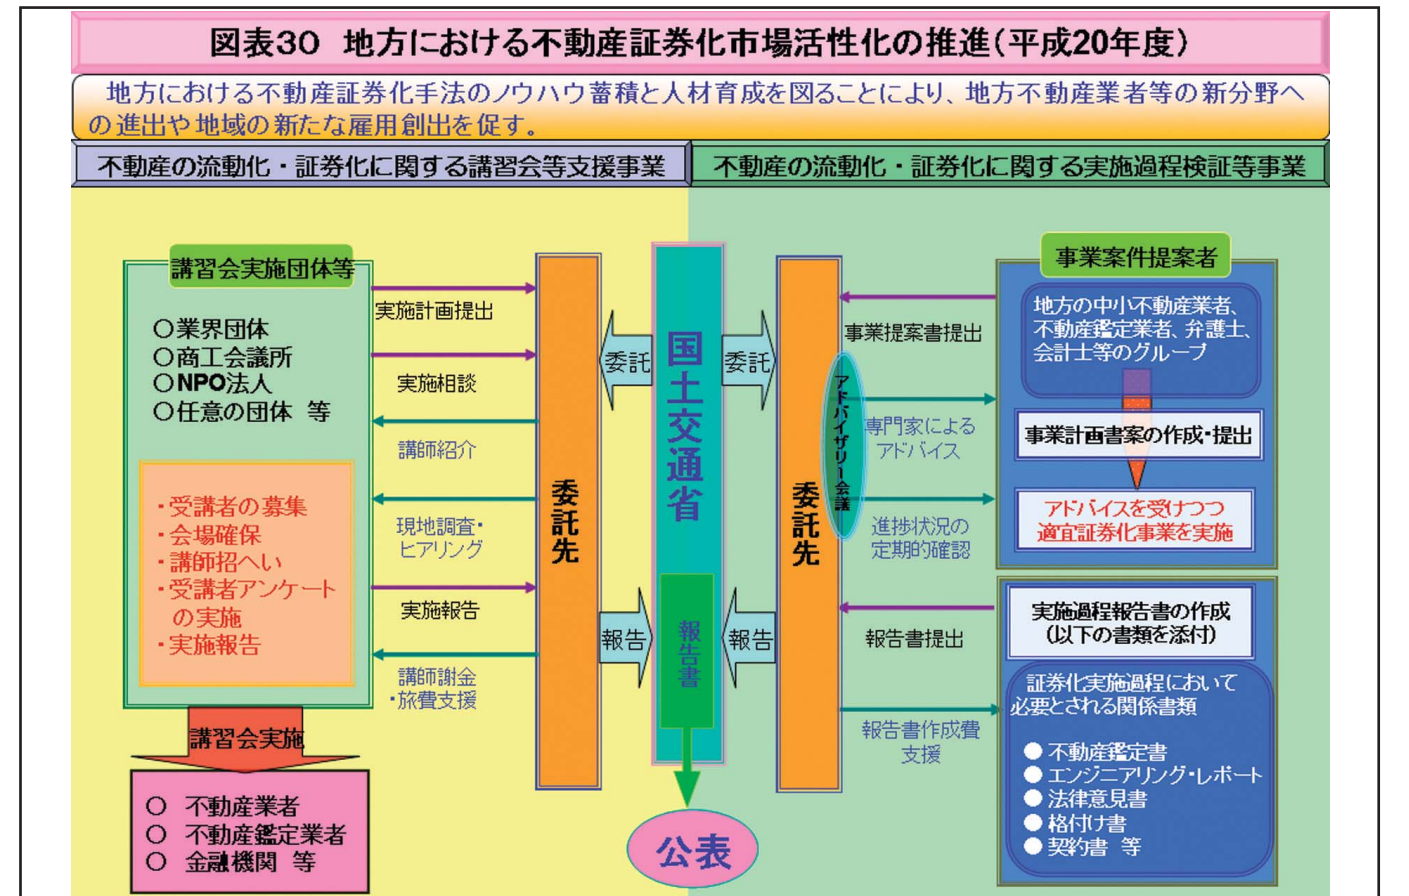 図表30 地方における不動産証券化市場活性化の推進(平成20年度)
地方における不動産証券化手法のノウハウ蓄積と人材育成を図ることにより、地方不動産業者等の新分野へ
の進出や地域の新たな雇用創出を促す。
不動産の流動化・証券化に関する講習会等支援事業
不動産の流動化・証券化に関する実施過程検証等事業
講習会実施団体等
○業界団体
○商工会議所
○NPO法人
○任意の団体 等
・受講者の募集
・会場確保
・講師招へい
・受講者アンケート
の実施
・実施報告
講習会実施
○ 不動産業者
○ 不動産鑑定業者
○ 金融機関 等
実施計画提出
実施相談
講師紹介
現地調査・
ヒアリング
実施報告
講師謝金
・旅費支援
委託先
委託
報告
国土交通省
報告書
公表
委託
報告
委託先
アドバイザリー会議
事業提案書提出
専門家による
アドバイス
進捗状況の
定期的確認
報告書提出
報告書作成費
支援
事業案件提案者
地方の中小不動産業者、
不動産鑑定業者、弁護士、
会計士等のグループ
事業計画書案の作成・提出
アドバイスを受けつつ
適宜証券化事業を実施
実施過程報告書の作成
(以下の書類を添付)
証券化実施過程において
必要とされる関係書類
● 不動産鑑定書
● エンジニアリング・レポート
● 法律意見書
● 格付け書
● 契約書 等